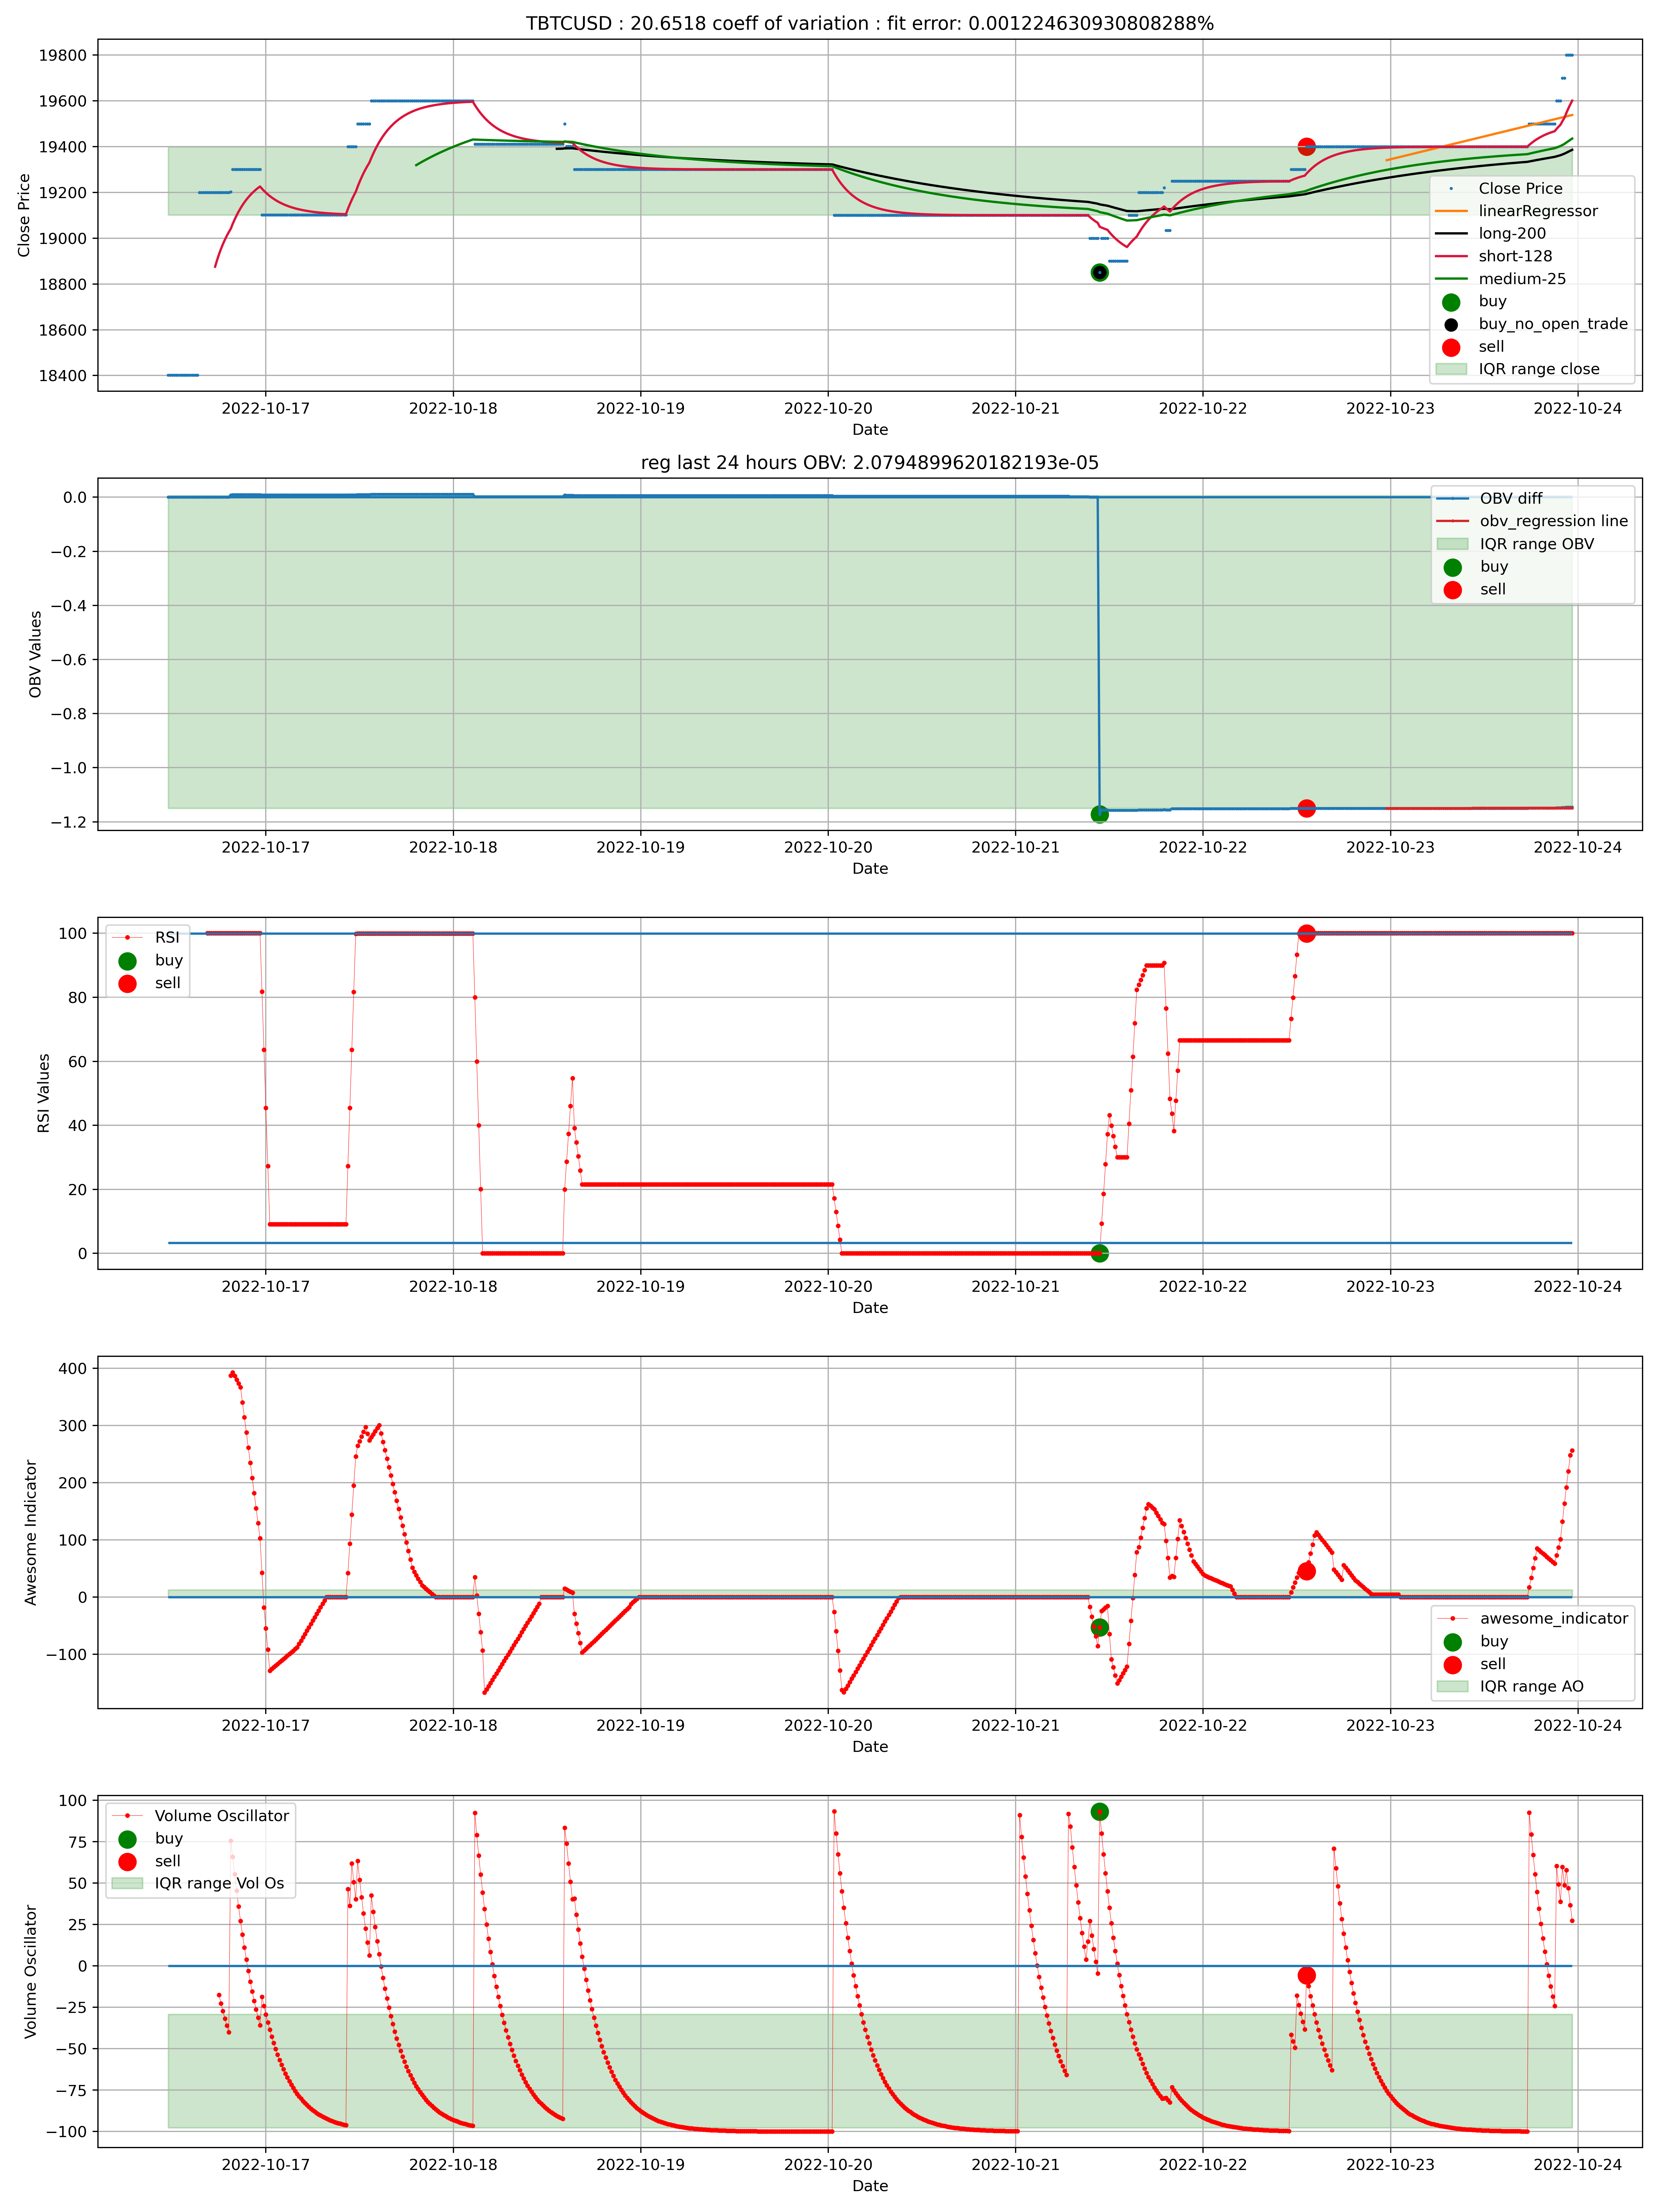 TBTCUSD : 20.6518 coeff of variation : fit error: 0.001224630930808288%
19800
19600
19400
19200
19000
18800
18600
18400
Close Price
Close Price
linearRegressor
long-200
short-128
medium-25
buy
buy_no_open_trade
sell
IQR range close
2022-10-17 2022-10-18 2022-10-19 2022-10-20 2022-10-21 2022-10-22 2022-10-23 2022-10-24
Date
reg last 24 hours OBV: 2.0794899620182193e-05
0.0
−0.2
−0.4
−0.6
−0.8
−1.0
−1.2
OBV Values
OBV diff
obv_regression line
IQR range OBV
buy
sell
2022-10-17 2022-10-18 2022-10-19 2022-10-20 2022-10-21 2022-10-22 2022-10-23 2022-10-24
Date
100
80
60
40
20
0
RSI Values
RSI
buy
sell
2022-10-17 2022-10-18 2022-10-19 2022-10-20 2022-10-21 2022-10-22 2022-10-23 2022-10-24
Date
400
300
200
100
0
−100
Awesome Indicator
awesome_indicator
buy
sell
IQR range AO
2022-10-17 2022-10-18 2022-10-19 2022-10-20 2022-10-21 2022-10-22 2022-10-23 2022-10-24
Date
100
75
50
25
0
−25
−50
−75
−100
Volume Oscillator
Volume Oscillator
buy
sell
IQR range Vol Os
2022-10-17 2022-10-18 2022-10-19 2022-10-20 2022-10-21 2022-10-22 2022-10-23 2022-10-24
Date